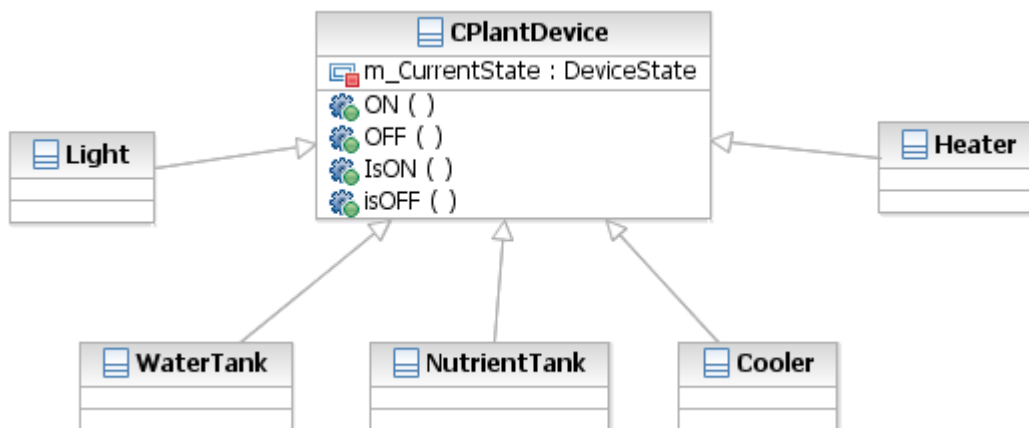 CPlantDevice
m_CurrentState : DeviceState
ON ( )
OFF ( )
IsON ( )
isOFF ( )
Light
Heater
WaterTank
NutrientTank
Cooler